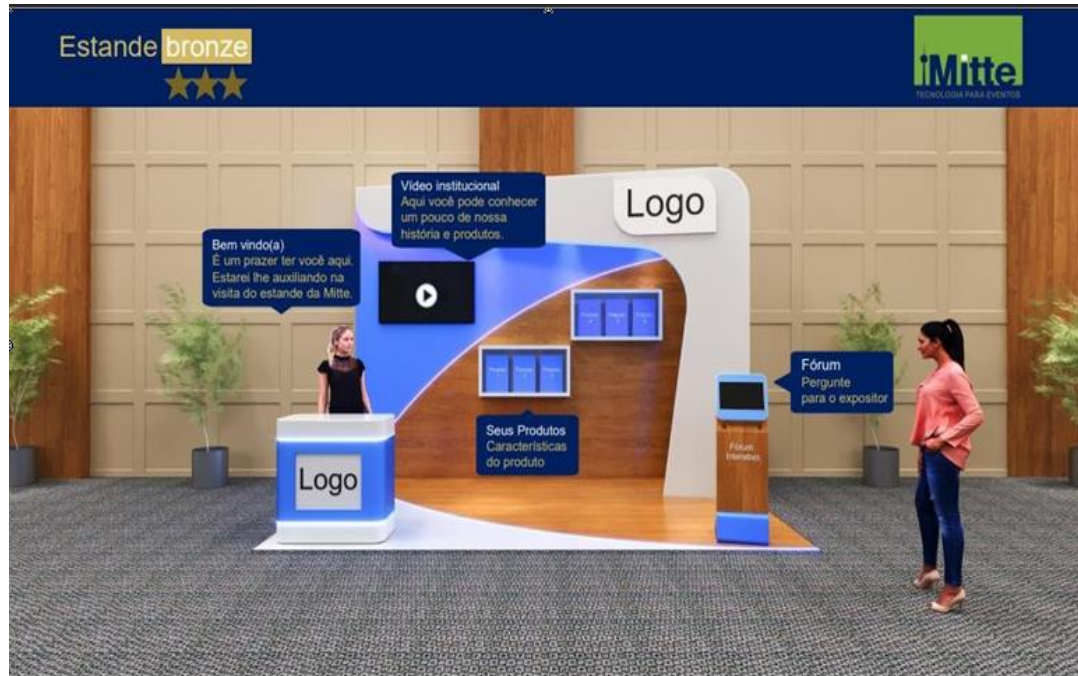 Estande bronze
iMitte
TECNOLOGIA PARA EVENTOS
Vídeo institucional
Aqui você pode conhecer
um pouco de nossa
história e produtos.
Logo
Bem vindo(a)
É um prazer ter você aqui.
Estarei lhe auxiliando na
visita do estande da Mitte.
Fórum
Pergunte
para o expositor
Seus Produtos
Características
do produto
Fórum
Interativo
Logo